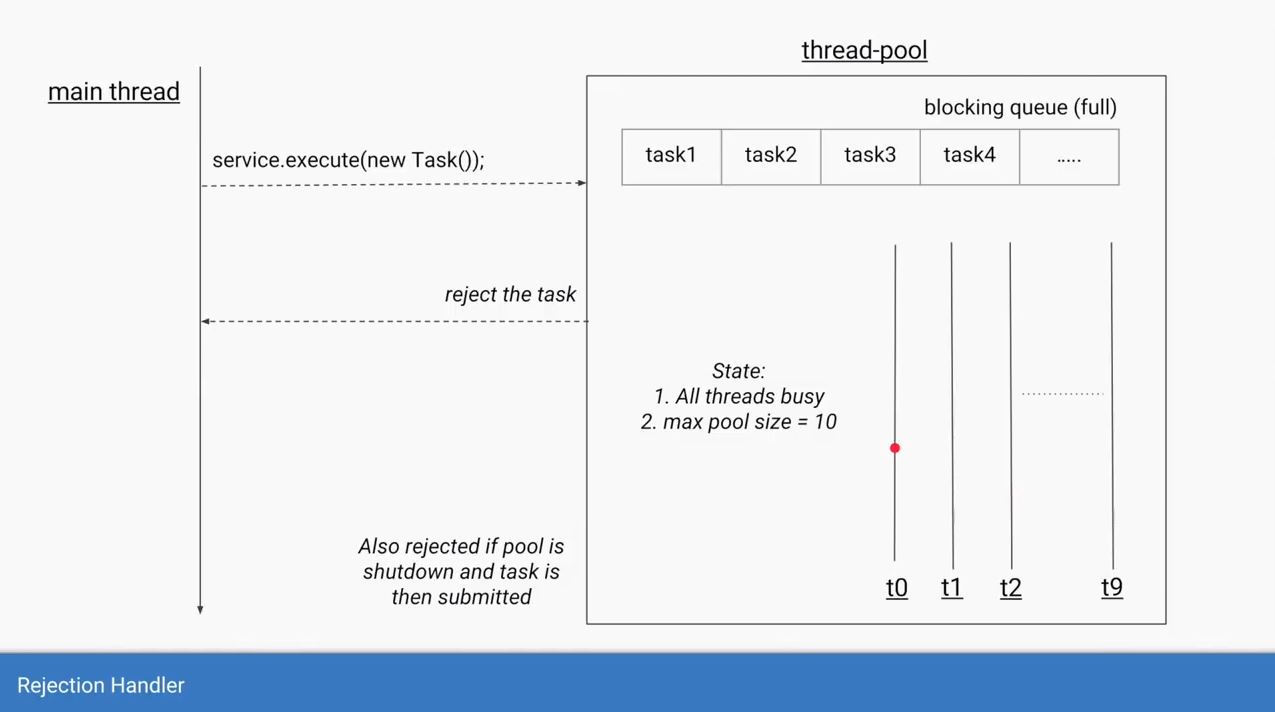 thread-pool
main thread
blocking queue (full)
task1 task2 task3 task4 .....
service.execute(new Task());
reject the task
State:
1. All threads busy
2. max pool size = 10
Also rejected if pool is
shutdown and task is
then submitted
t0 t1 t2 t9
Rejection Handler